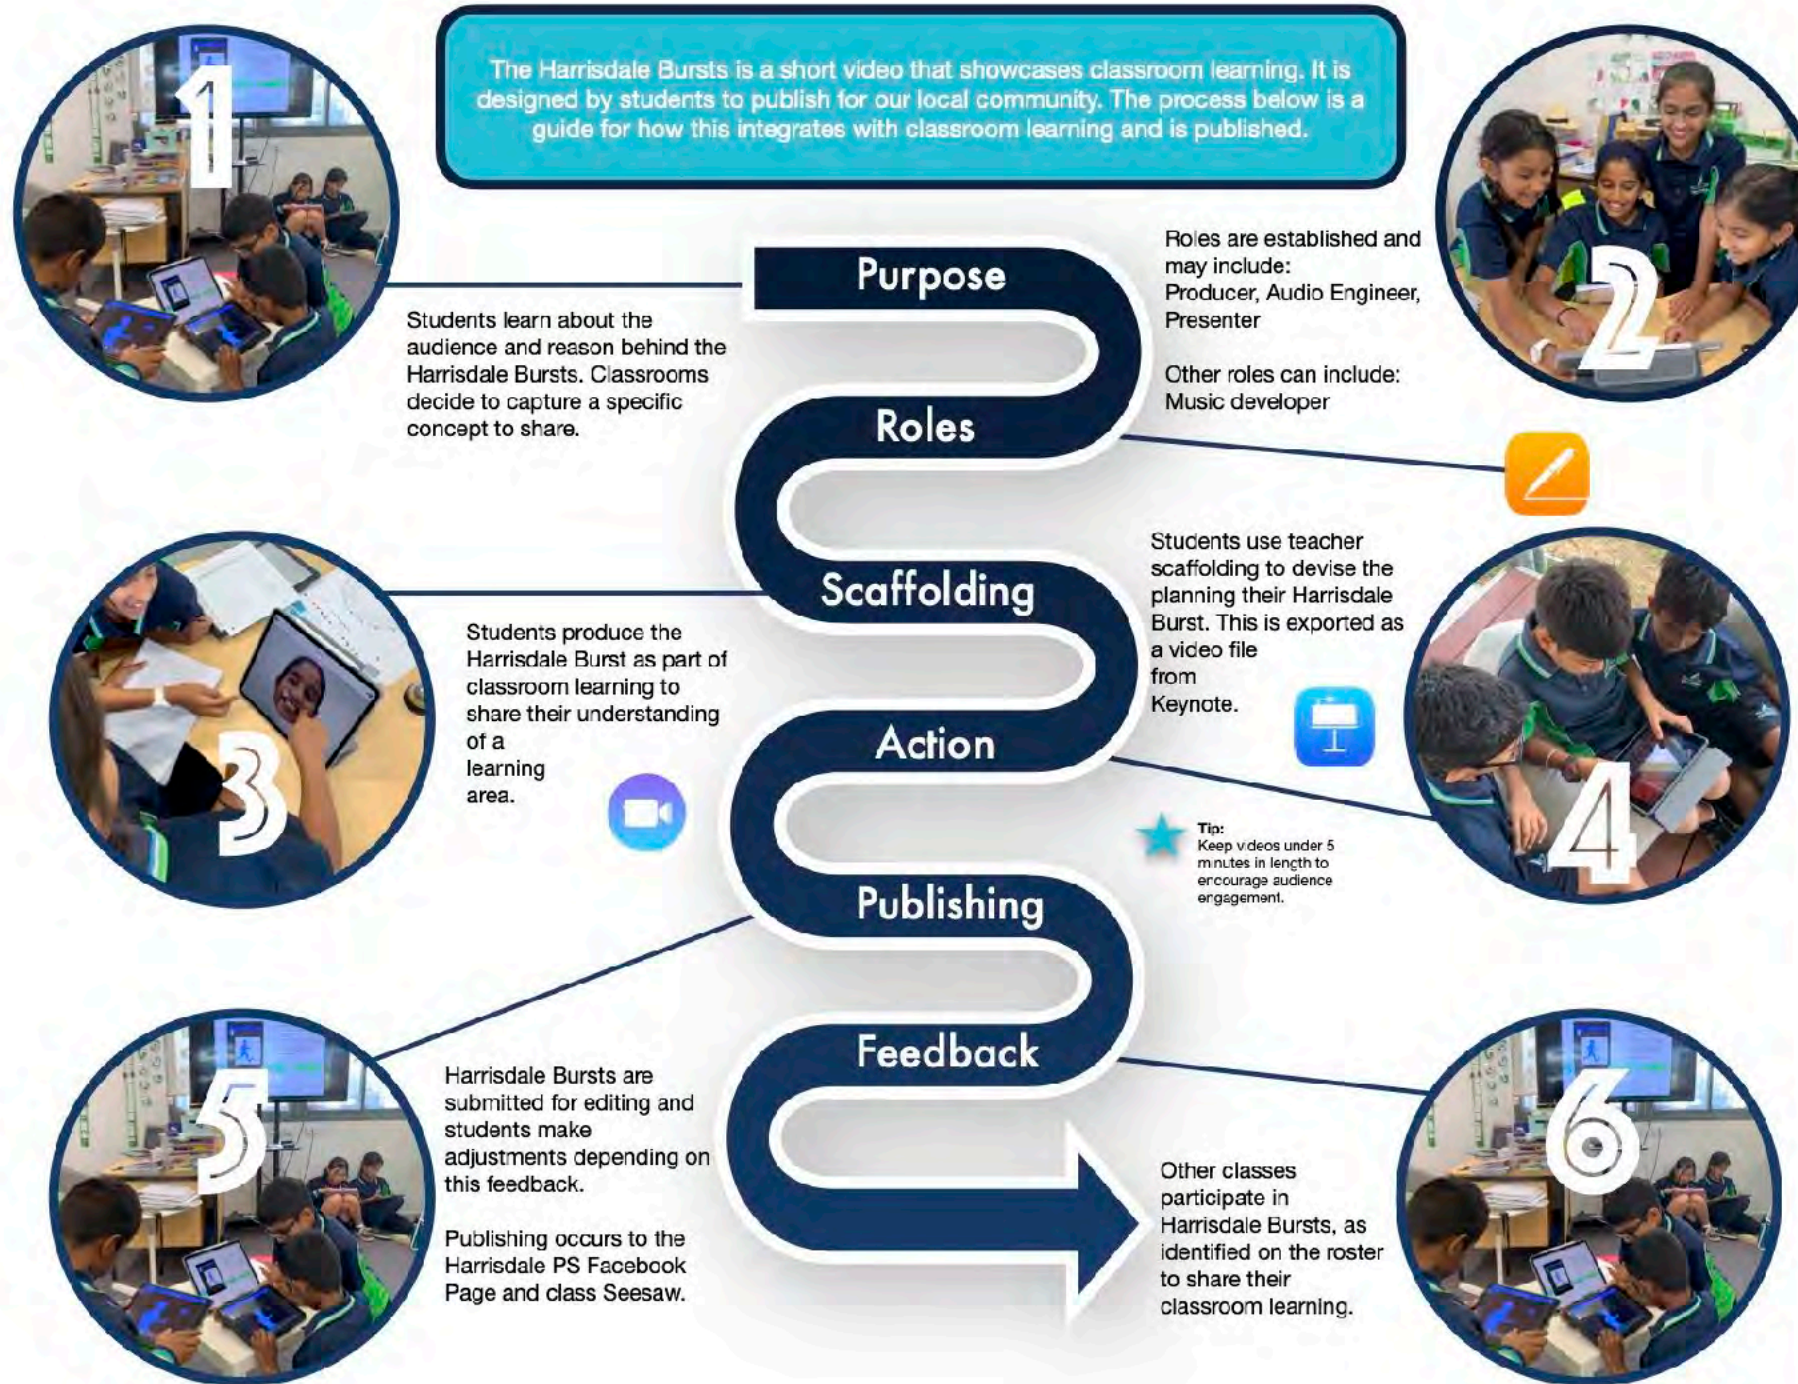 The Harrisdale Bursts is a short video that showcases classroom learning. It is
designed by students to publish for our local community. The process below is a
guide for how this integrates with classroom learning and is published.
1
Purpose
Students learn about the
audience and reason behind the
Harrisdale Bursts. Classrooms
decide to capture a specific
concept to share.
2
Roles are established and
may include:
Producer, Audio Engineer,
Presenter
Other roles can include:
Music developer
Roles
3
Scaffolding
Students produce the
Harrisdale Burst as part of
classroom learning to
share their understanding
of a
learning
area.
Students use teacher
scaffolding to devise the
planning their Harrisdale
Burst. This is exported as
a video file
from
Keynote.
4
Action
Tip:
Keep videos under 5
minutes in length to
encourage audience
engagement.
Publishing
5
Harrisdale Bursts are
submitted for editing and
students make
adjustments depending on
this feedback.
Publishing occurs to the
Harrisdale PS Facebook
Page and class Seesaw.
Feedback
6
Other classes
participate in
Harrisdale Bursts, as
identified on the roster
to share their
classroom learning.